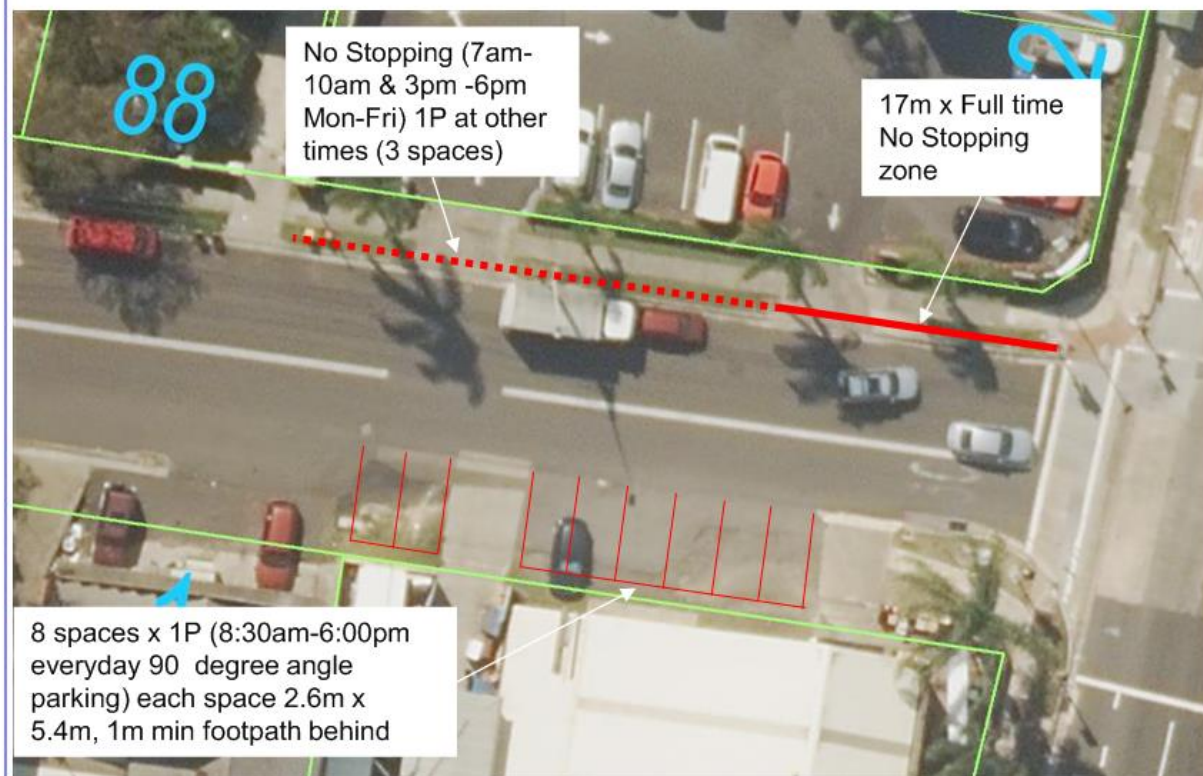 88
No Stopping (7am-
10am & 3pm -6pm
Mon-Fri) 1P at other
times (3 spaces)
17m x Full time
No Stopping
zone
8 spaces x 1P (8:30am-6:00pm
everyday 90 degree angle
parking) each space 2.6m x
5.4m, 1m min footpath behind